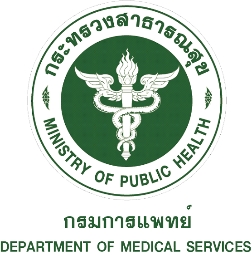 กระทรวงสาธารณสุข
MINISTRY OF PUBLIC HEALTH
กรมการแพทย์
DEPARTMENT OF MEDICAL SERVICES